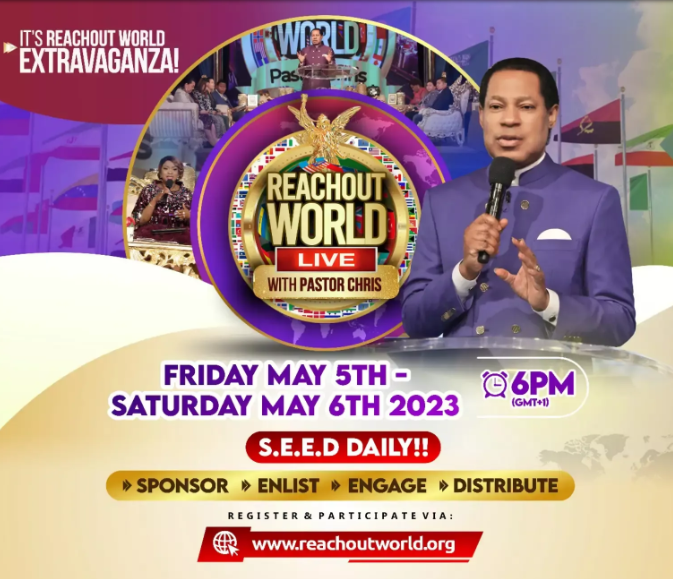 IT'S REACHOUT WORLD
EXTRAVAGANZA!
WORLD
REACHOUT
WORLD
LIVE
WITH PASTOR CHRIS
FRIDAY MAY 5TH -
SATURDAY MAY 6TH 2023
6PM
(GMT+1)
S.E.E.D DAILY!!
» SPONSOR » ENLIST » ENGAGE » DISTRIBUTE
REGISTER & PARTICIPATE VIA:
www.reachoutworld.org